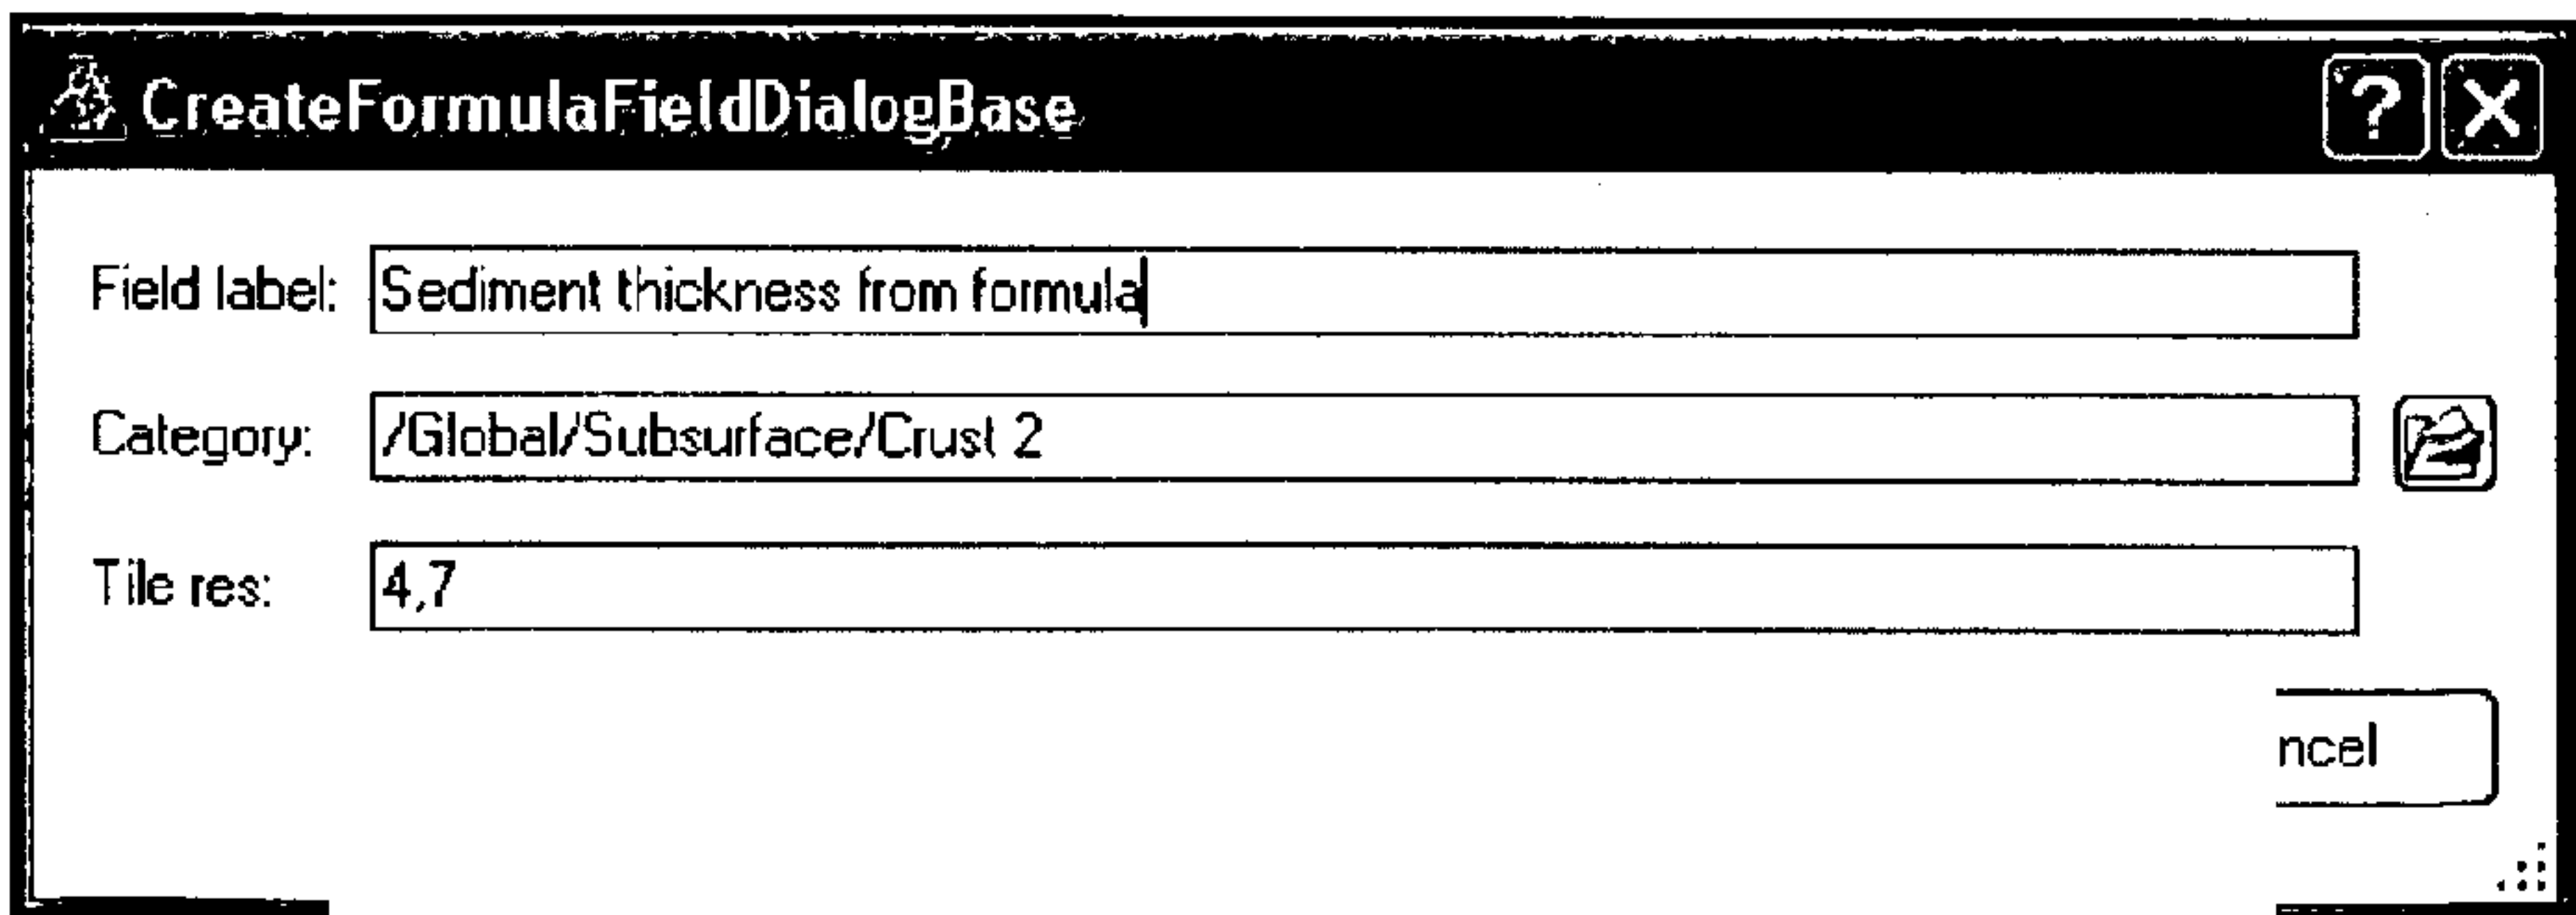 CreateFormulaFieldDialogBase
Field label: Sediment thickness from formula
Category: /Global/Subsurface/Crust 2
Tile res: 4,7
ncel